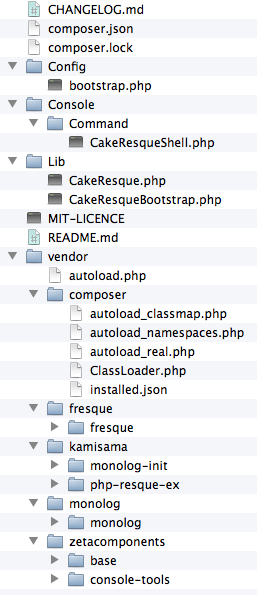 CHANGELOG.md
composer.json
composer.lock
Config
bootstrap.php
Console
Command
CakeResqueShell.php
Lib
CakeResque.php
CakeResqueBootstrap.php
MIT-LICENCE
README.md
vendor
autoload.php
composer
autoload_classmap.php
autoload_namespaces.php
autoload_real.php
ClassLoader.php
installed.json
fresque
fresque
kamisama
monolog-init
php-resque-ex
monolog
monolog
zetacomponents
base
console-tools